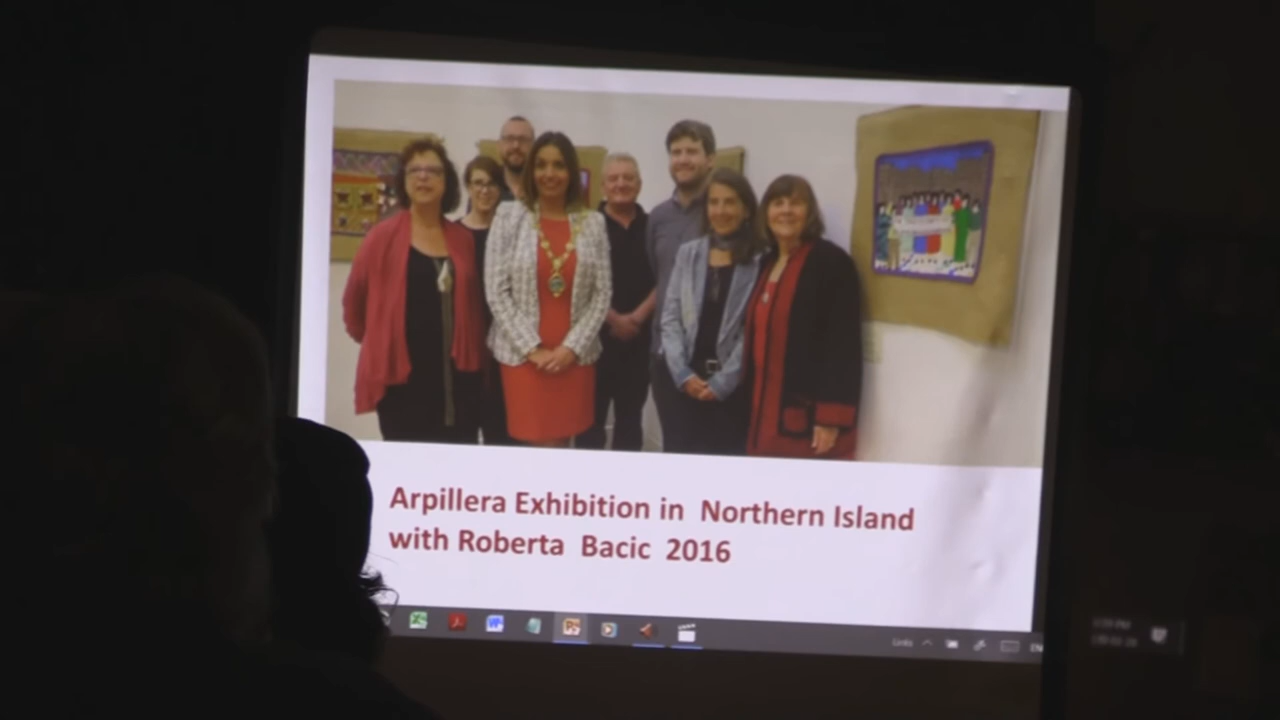 Arpillera Exhibition in Northern Island
with Roberta Bacic 2016